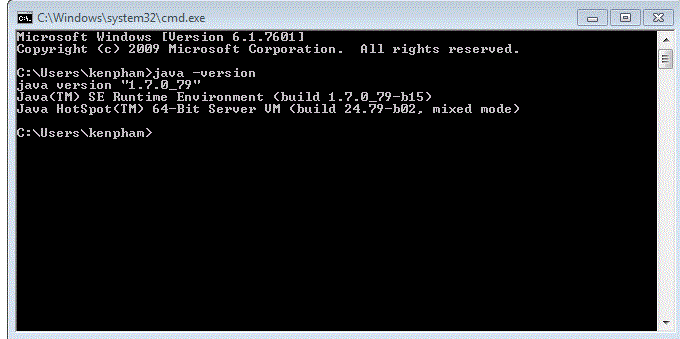 C:\Windows\system32\cmd.exe
Microsoft Windows [Version 6.1.7601]
Copyright (c) 2009 Microsoft Corporation.  All rights reserved.
C:\Users\kenpham>java -version
java version "1.7.0_79"
Java(TM) SE Runtime Environment (build 1.7.0_79-b15)
Java HotSpot(TM) 64-Bit Server VM (build 24.79-b02, mixed mode)
C:\Users\kenpham>